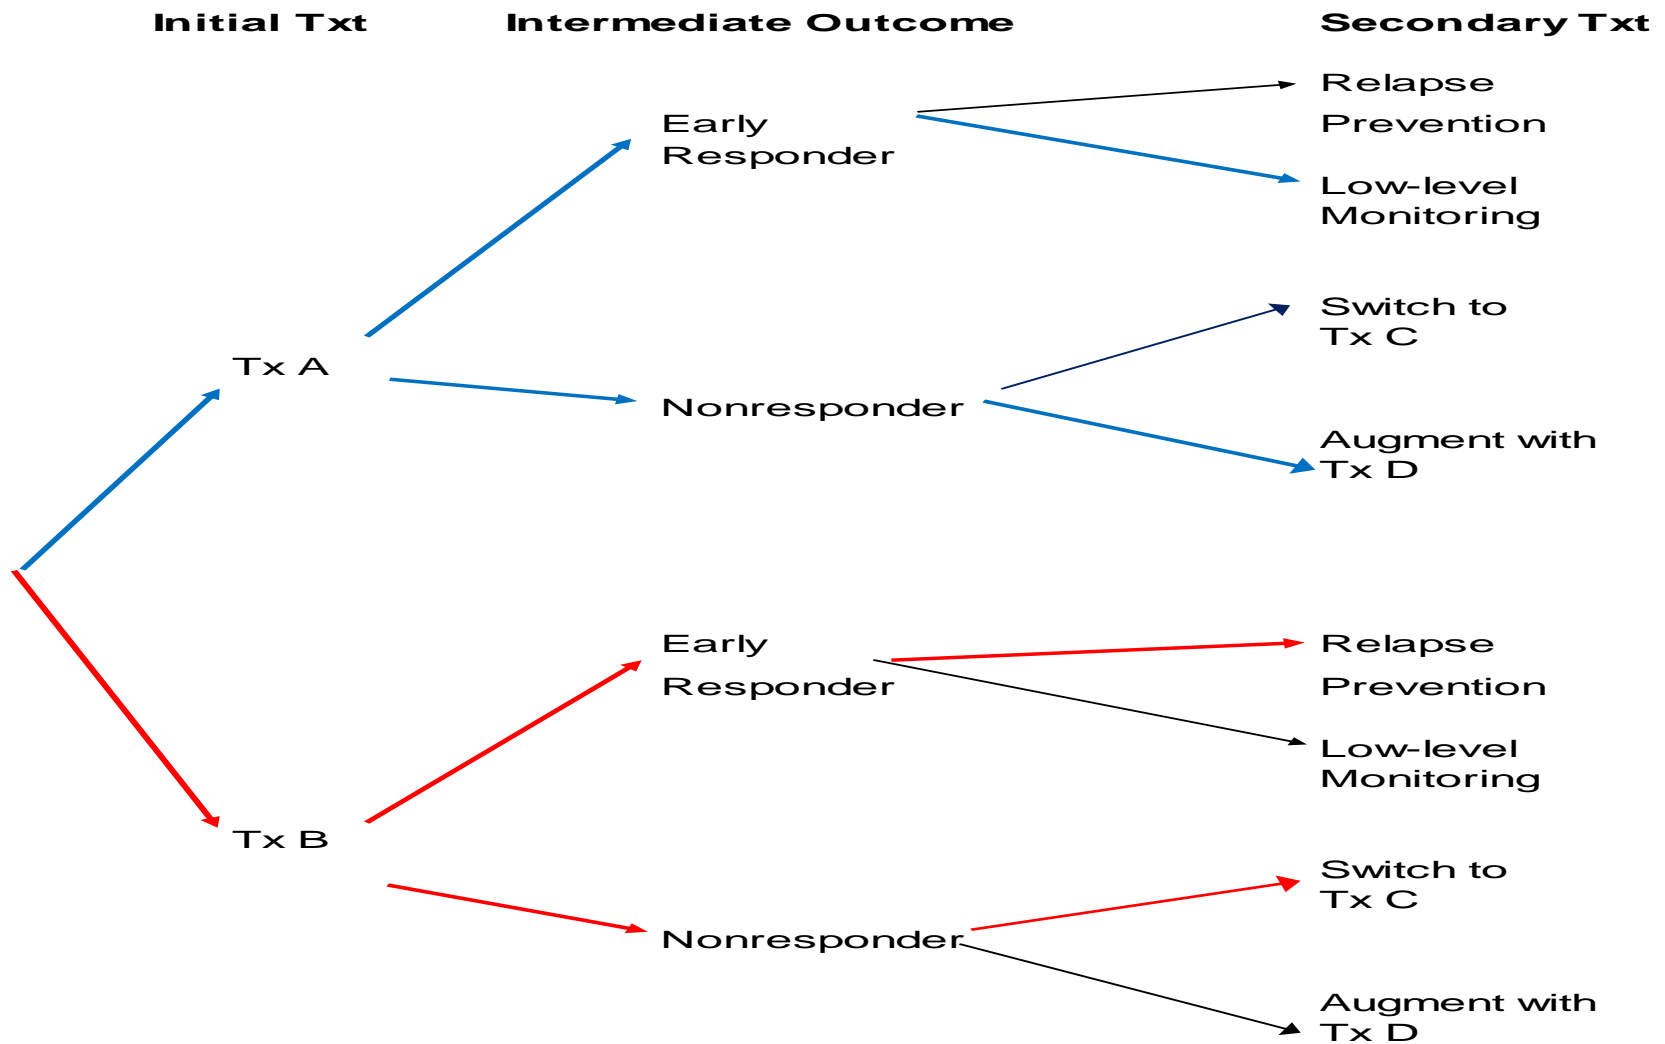 Initial Txt Intermediate Outcome Secondary Txt
Early
Responder
Relapse
Prevention
Low-level
Monitoring
Tx A
Nonresponder
Switch to
Tx C
Augment with
Tx D
Early
Responder
Relapse
Prevention
Low-level
Monitoring
Tx B
Nonresponder
Switch to
Tx C
Augment with
Tx D